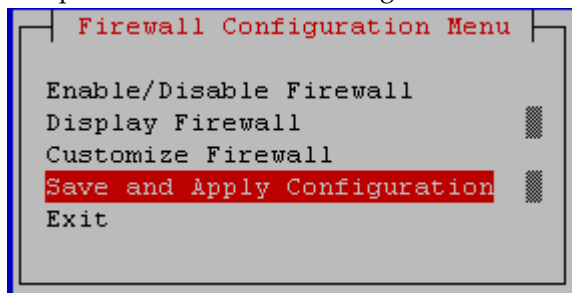 Firewall Configuration Menu
Enable/Disable Firewall
Display Firewall
Customize Firewall
Save and Apply Configuration
Exit